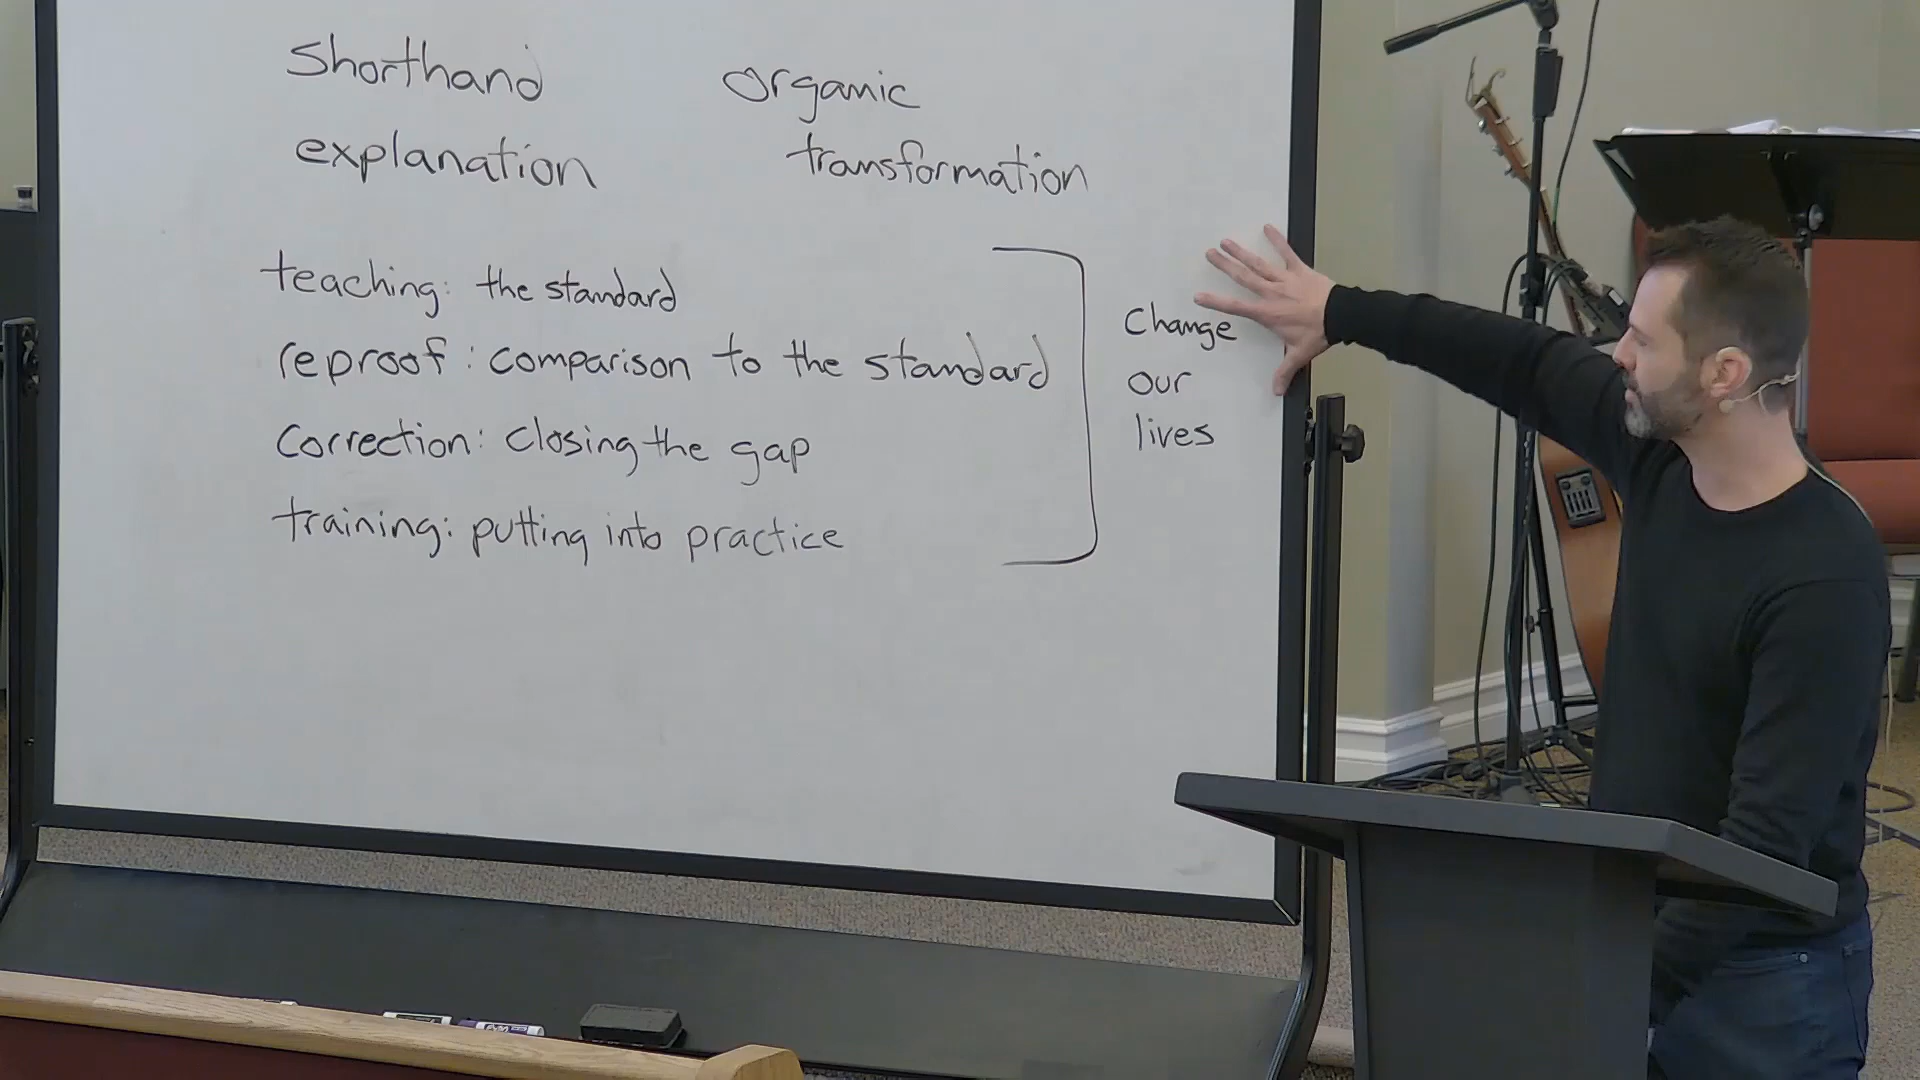 Shorthand
explanation
organic
transformation
teaching: the standard
reproof: comparison to the standard
correction: closing the gap
training: putting into practice
Change
our
lives